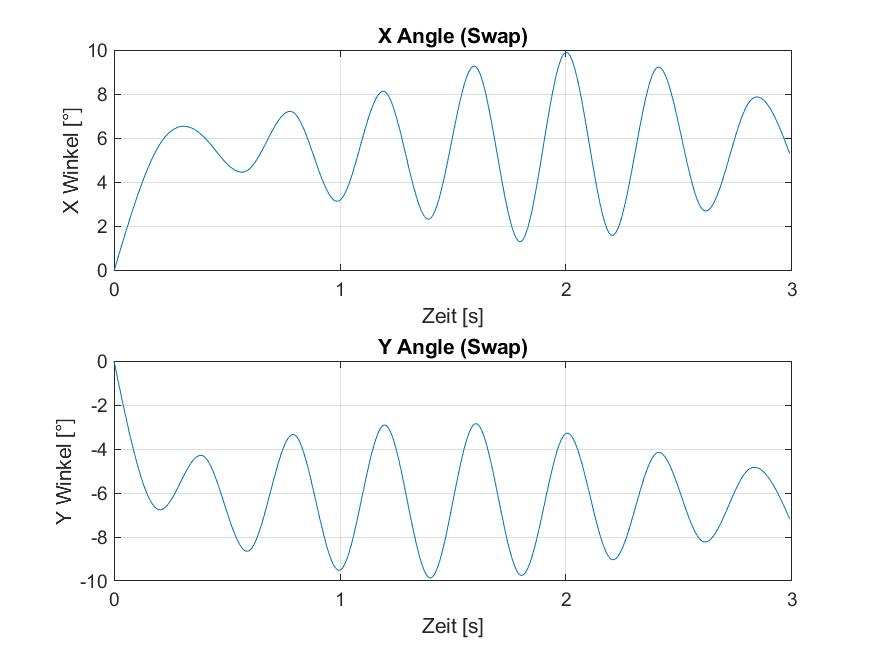 X Angle (Swap)
10
8
6
4
2
0
X Winkel [°]
0 1 2 3
Zeit [s]
Y Angle (Swap)
0
-2
-4
-6
-8
-10
Y Winkel [°]
0 1 2 3
Zeit [s]